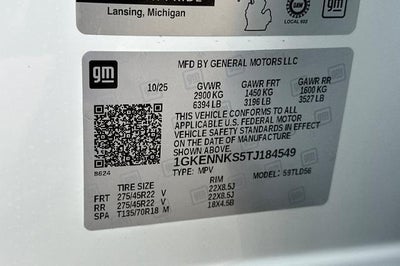 Lansing, Michigan
LOCAL 652
gm
gm
MFD BY GENERAL MOTORS LLC
10/25 GVWR GAWR FRT GAWR RR
2900 KG 1450 KG 1600 KG
6394 LB 3196 LB 3527 LB
THIS VEHICLE CONFORMS TO ALL
APPLICABLE U.S. FEDERAL MOTOR
VEHICLE SAFETY STANDARDS IN EFFECT
ON THE DATE OF MANUFACTURE
SHOWN ABOVE.
1GKENNKS5TJ184549
B624 TYPE: MPV 59TLD56
TIRE SIZE RIM
FRT 275/45R22 V 22X8.5J
RR 275/45R22 V 22X8.5J
SPA T135/70R18 M 18X4.5B